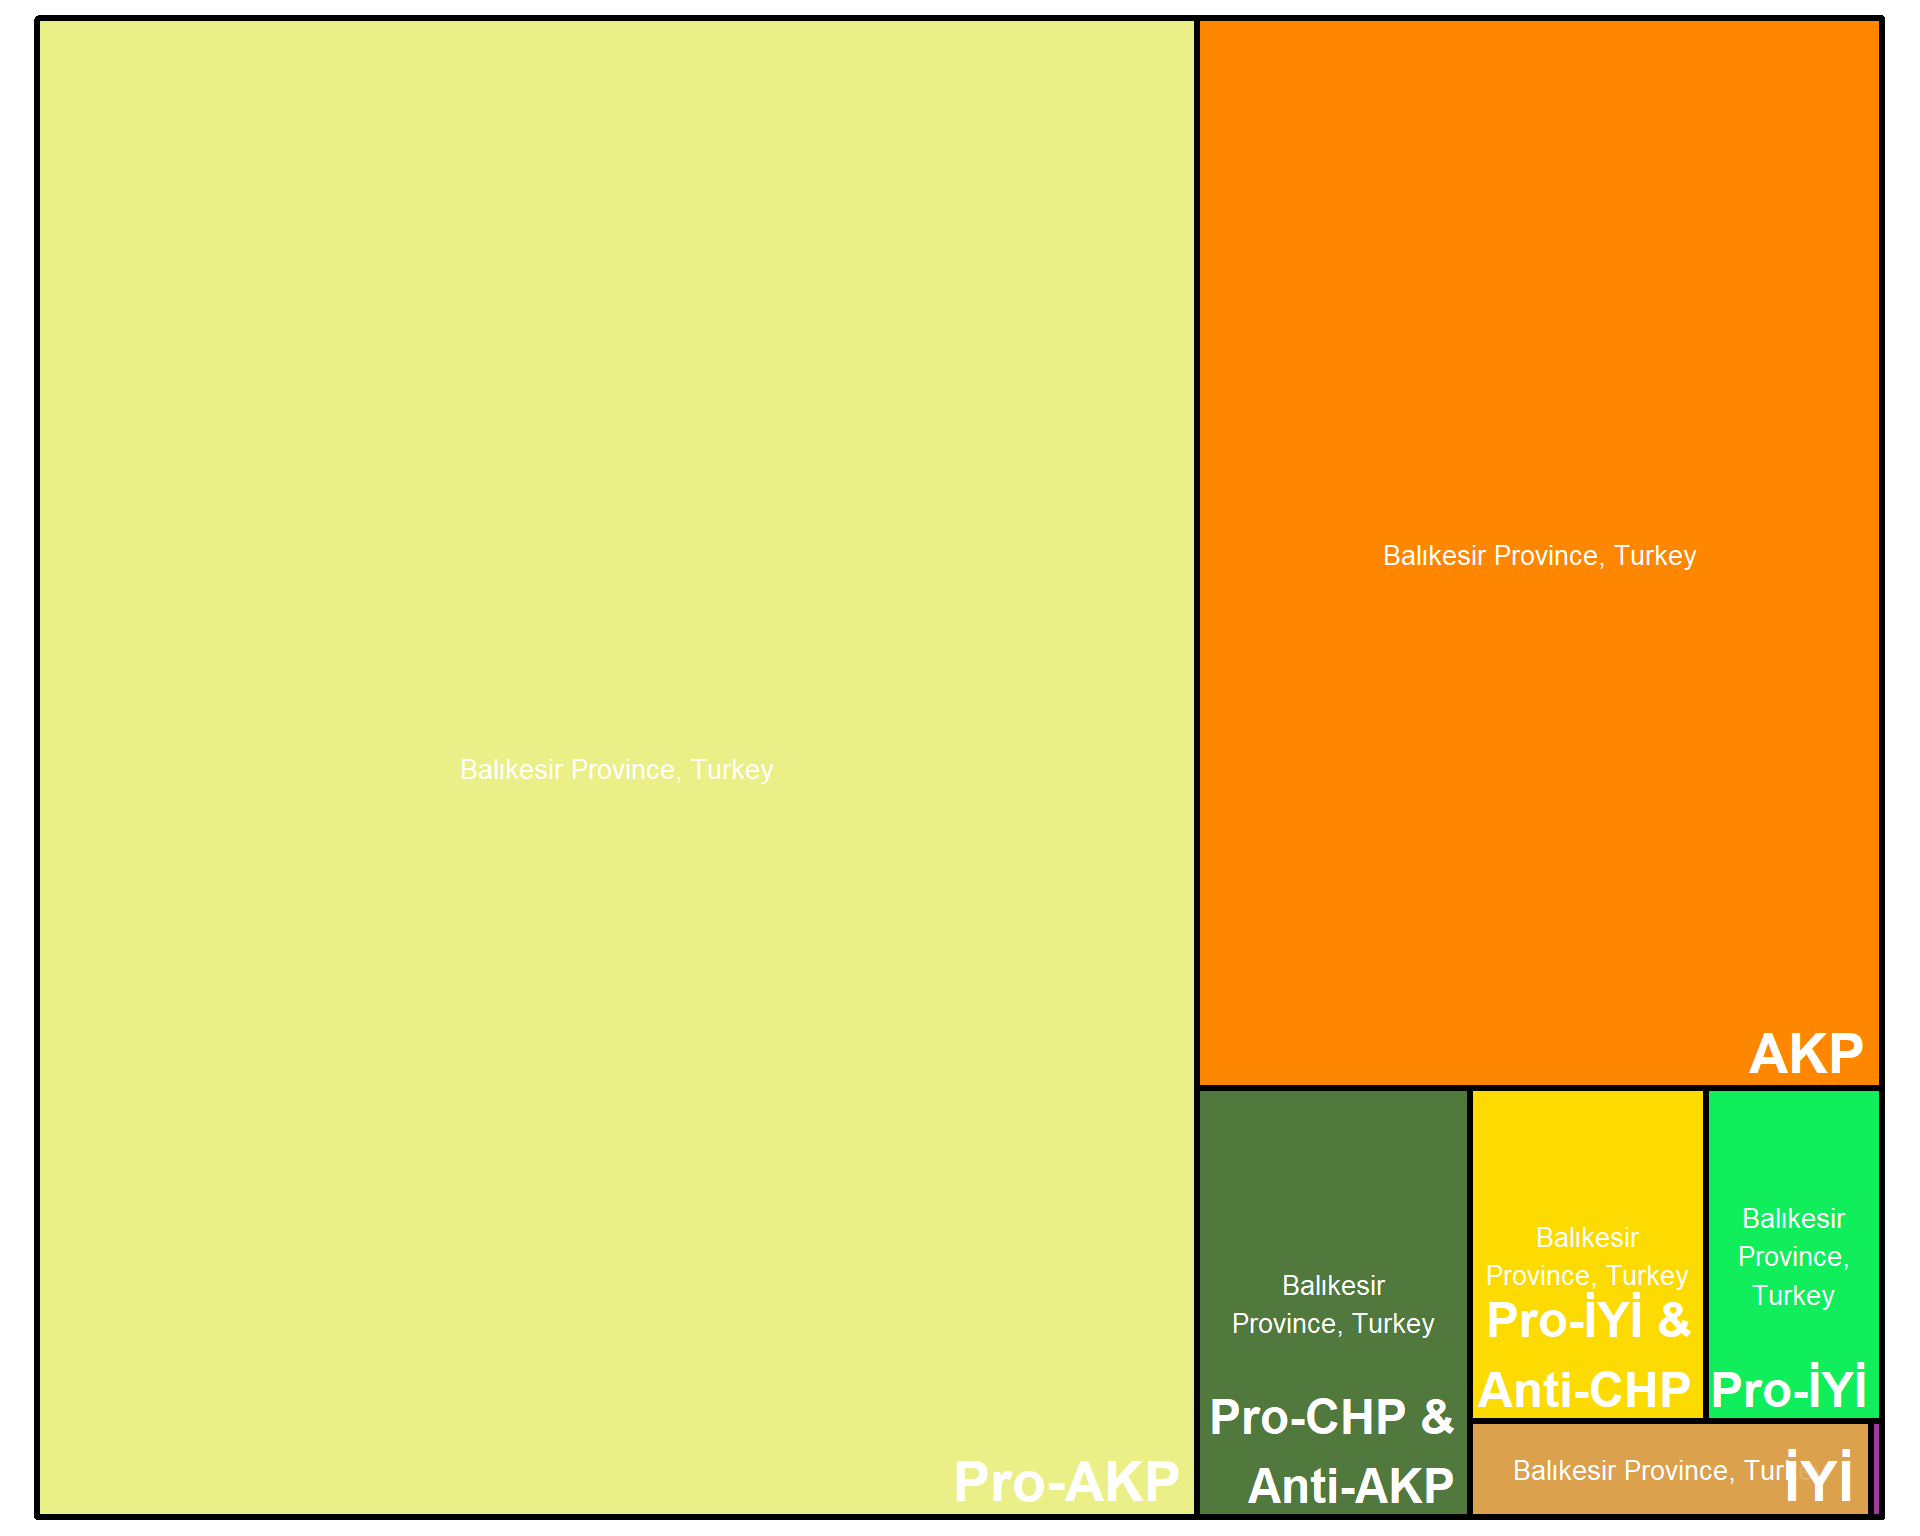 Balıkesir Province, Turkey
Pro-AKP
Balıkesir Province, Turkey
AKP
Balıkesir
Province, Turkey
Pro-CHP &
Anti-AKP
Balıkesir
Province, Turkey
Pro-İYİ &
Anti-CHP
Balıkesir
Province,
Turkey
Pro-İYİ
Balıkesir Province, Turkey
İYİ